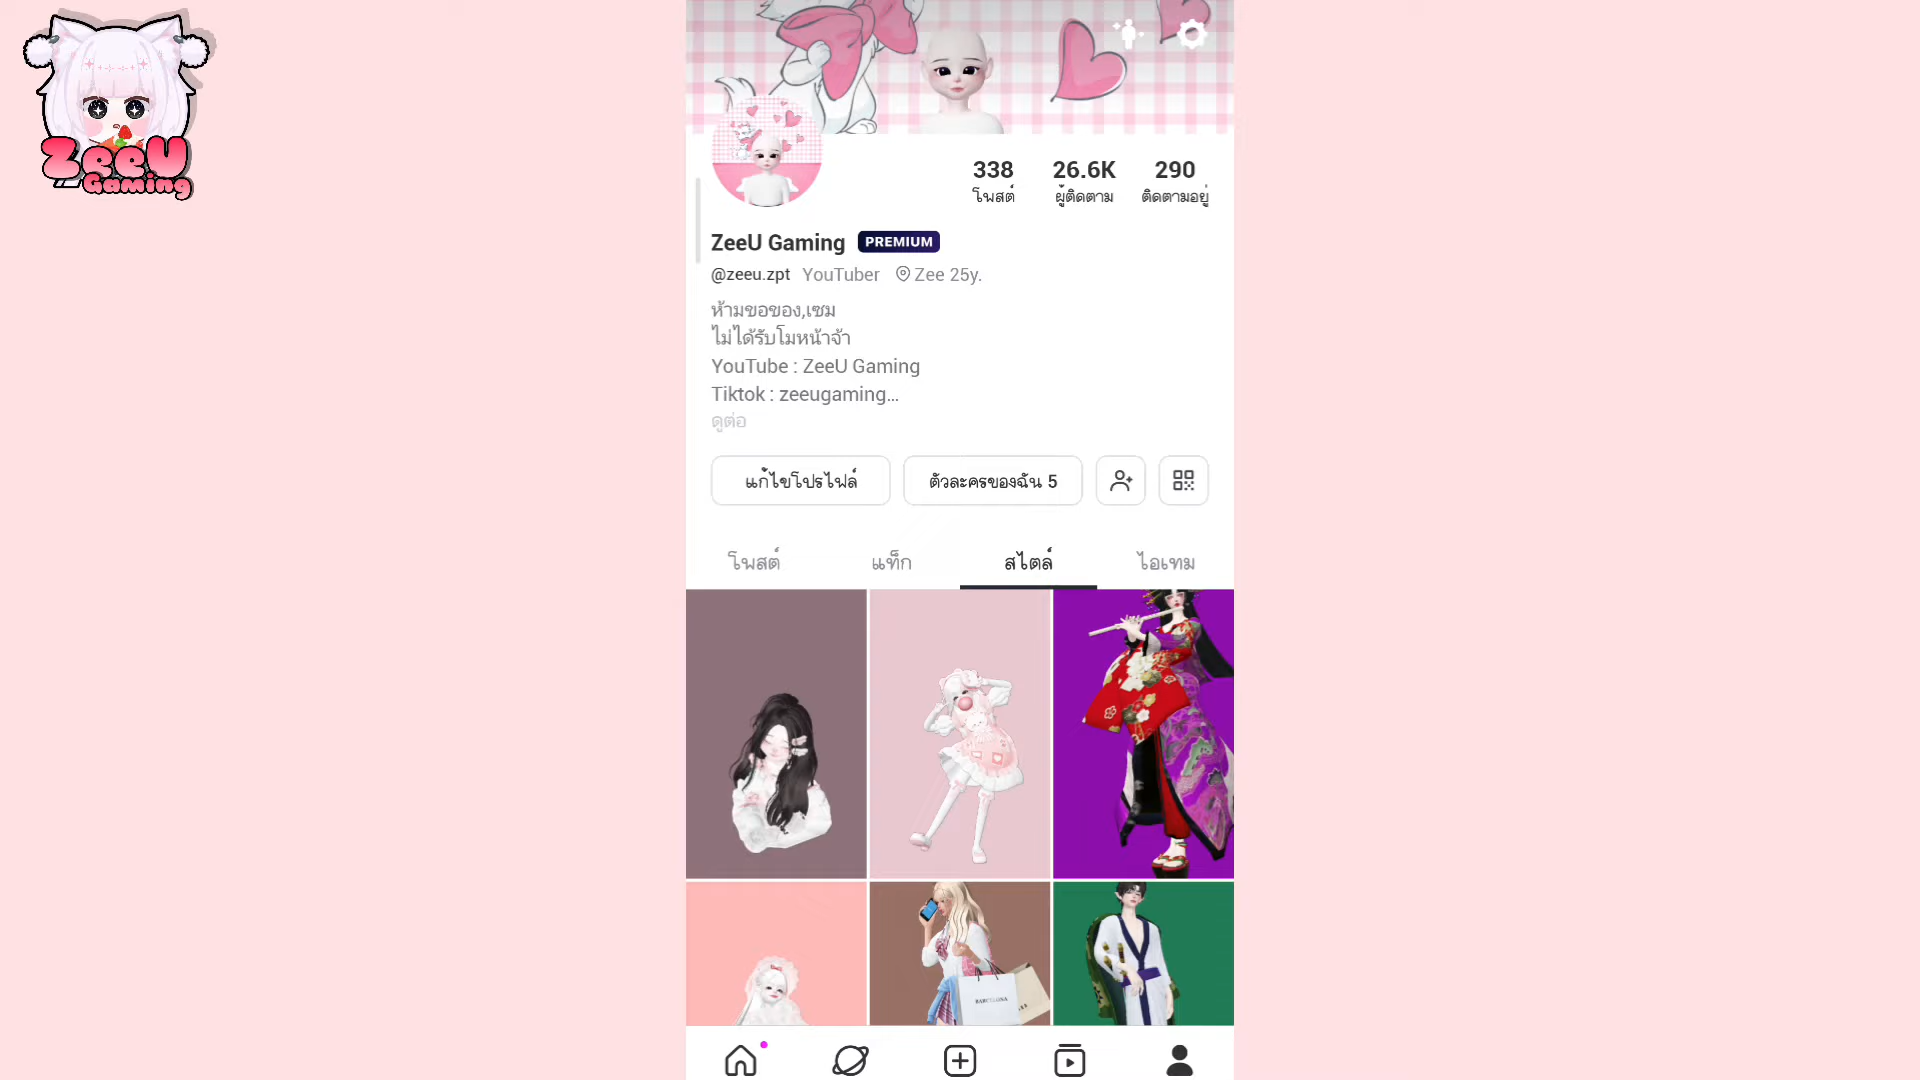 ZeeU
Gaming
338
26.6K
290
โพสต์
ผู้ติดตาม
ติดตามอยู่
ZeeU Gaming
PREMIUM
@zeeu.zpt YouTuber Zee 25y.
ห้ามขอของ,เซม
ไม่ได้รับโมหน้าจ้า
YouTube : ZeeU Gaming
Tiktok : zeeugaming...
ดูต่อ
แก้ไขโปรไฟล์
ตัวละครของฉัน 5
โพสต์
แท็ก
สไตล์
ไอเทม
BARCELONA